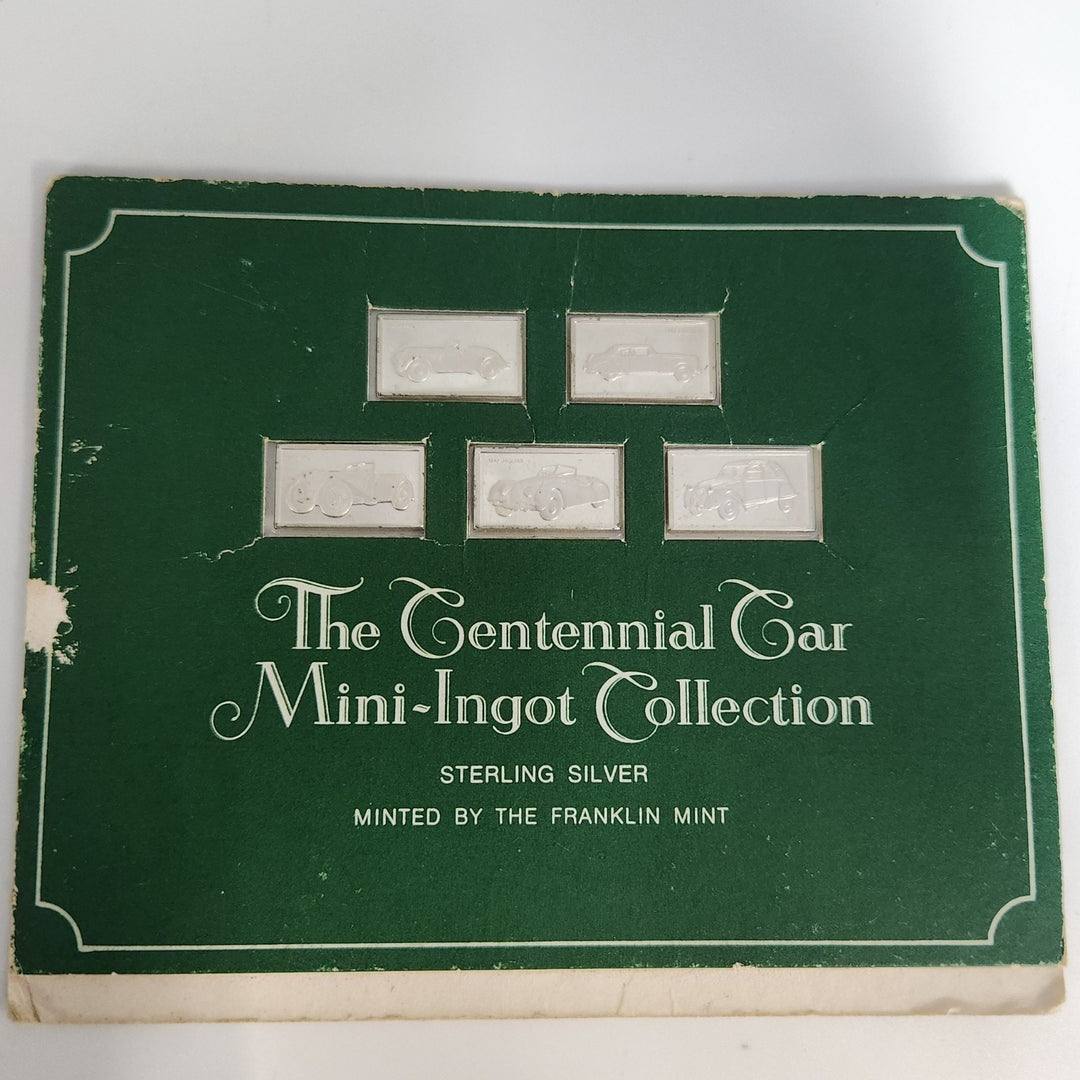 The Centennial Car
Mini-Ingot Collection
STERLING SILVER
MINTED BY THE FRANKLIN MINT